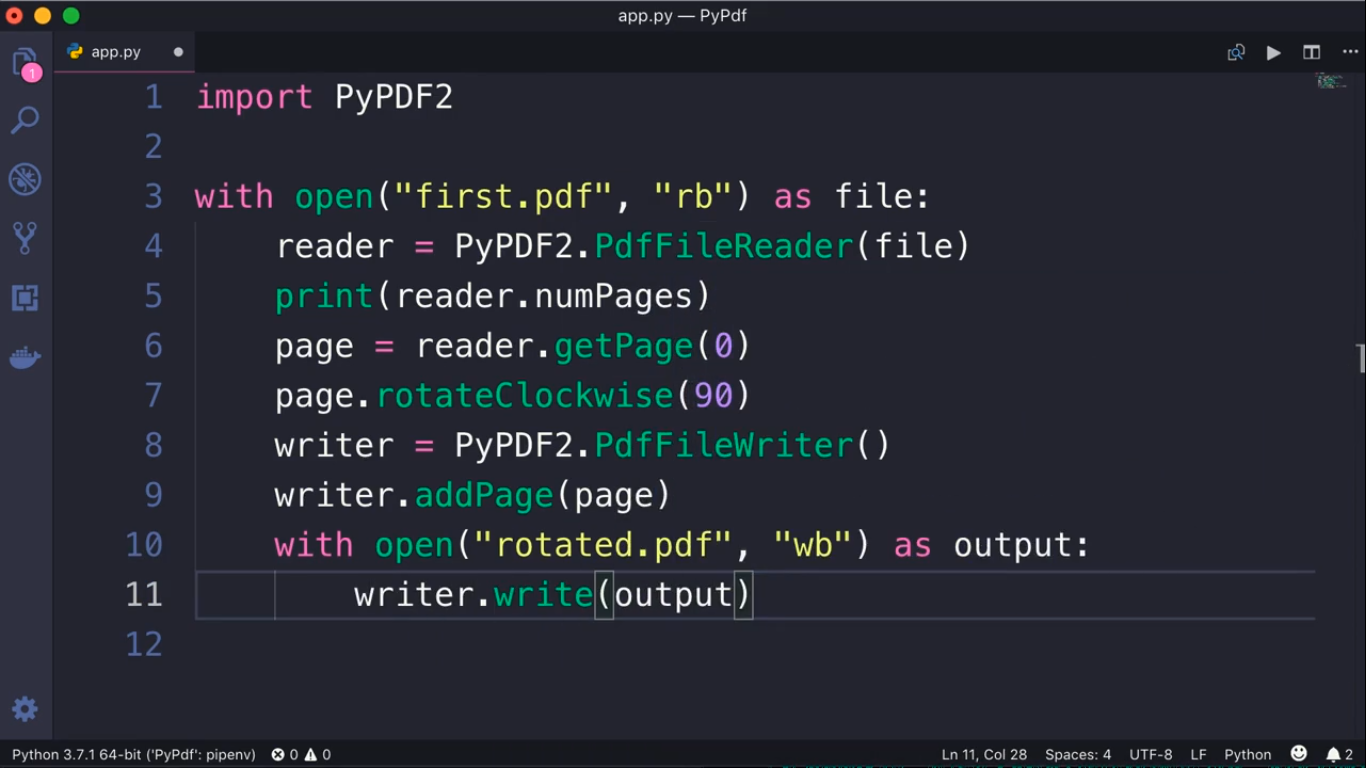 app.py — PyPdf
app.py
1
1 import PyPDF2
2
3 with open("first.pdf", "rb") as file:
4     reader = PyPDF2.PdfFileReader(file)
5     print(reader.numPages)
6     page = reader.getPage(0)
7     page.rotateClockwise(90)
8     writer = PyPDF2.PdfFileWriter()
9     writer.addPage(page)
10     with open("rotated.pdf", "wb") as output:
11         writer.write(output)
12
Python 3.7.1 64-bit ('PyPdf': pipenv) 0 0 Ln 11, Col 28 Spaces: 4 UTF-8 LF Python 2